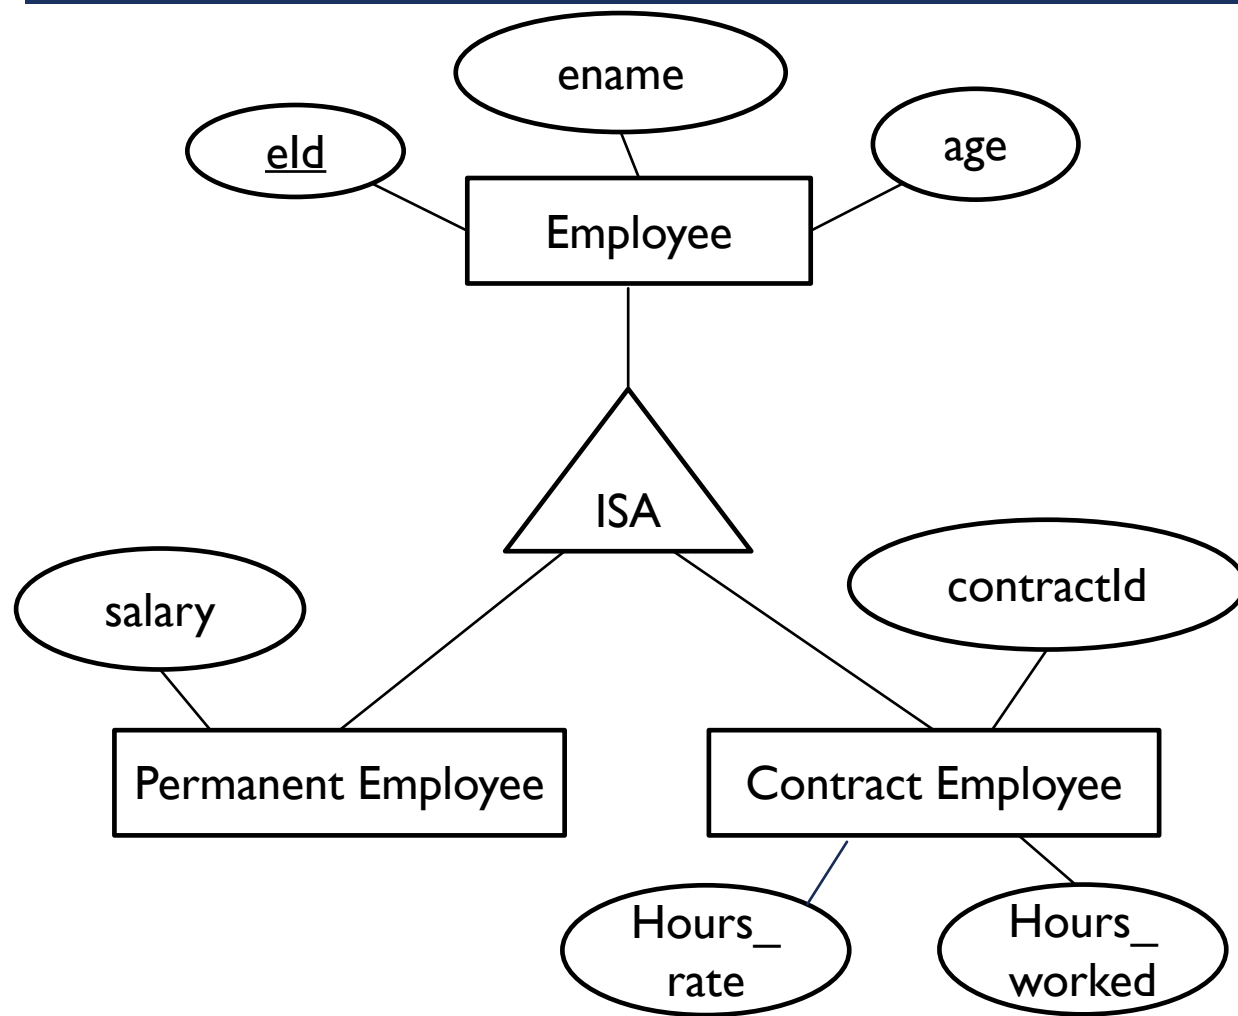 ename
eId
age
Employee
ISA
contractId
salary
Permanent Employee
Contract Employee
Hours_
rate
Hours_
worked